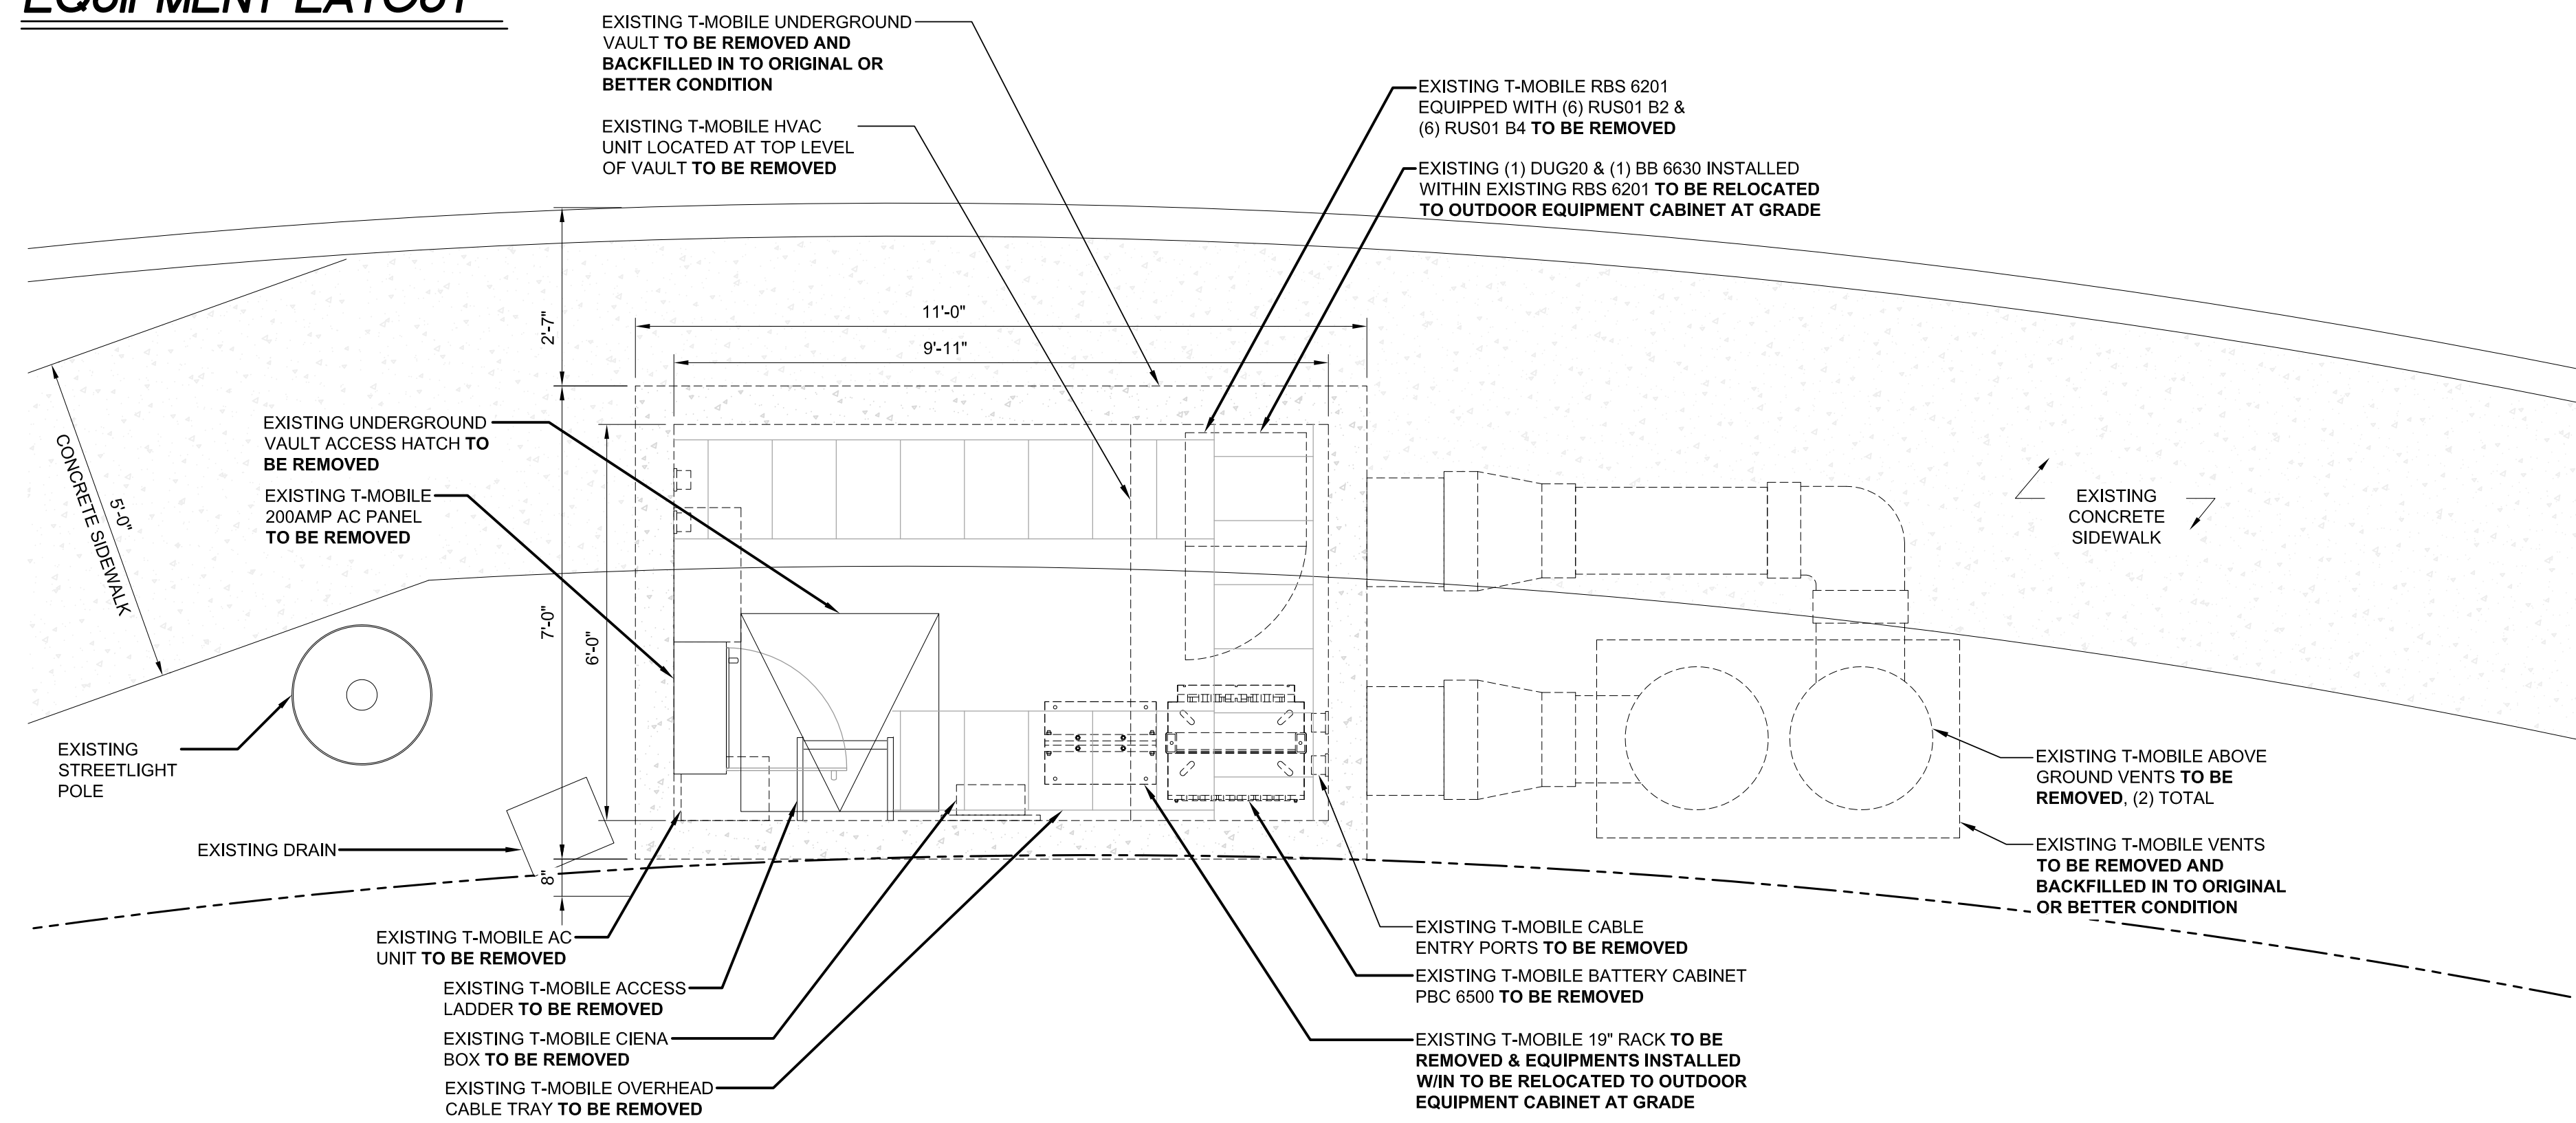 EQUIPMENT LAYOUT
EXISTING T-MOBILE UNDERGROUND
VAULT TO BE REMOVED AND
BACKFILLED IN TO ORIGINAL OR
BETTER CONDITION
EXISTING T-MOBILE HVAC
UNIT LOCATED AT TOP LEVEL
OF VAULT TO BE REMOVED
EXISTING T-MOBILE RBS 6201
EQUIPPED WITH (6) RUS01 B2 &
(6) RUS01 B4 TO BE REMOVED
EXISTING (1) DUG20 & (1) BB 6630 INSTALLED
WITHIN EXISTING RBS 6201 TO BE RELOCATED
TO OUTDOOR EQUIPMENT CABINET AT GRADE
2'-7"
11'-0"
9'-11"
EXISTING UNDERGROUND
VAULT ACCESS HATCH TO
BE REMOVED
EXISTING T-MOBILE
200AMP AC PANEL
TO BE REMOVED
5'-0"
CONCRETE SIDEWALK
7'-0"
6'-0"
8"
EXISTING
CONCRETE
SIDEWALK
EXISTING
STREETLIGHT
POLE
EXISTING DRAIN
EXISTING T-MOBILE ABOVE
GROUND VENTS TO BE
REMOVED, (2) TOTAL
EXISTING T-MOBILE VENTS
TO BE REMOVED AND
BACKFILLED IN TO ORIGINAL
OR BETTER CONDITION
EXISTING T-MOBILE AC
UNIT TO BE REMOVED
EXISTING T-MOBILE ACCESS
LADDER TO BE REMOVED
EXISTING T-MOBILE CIENA
BOX TO BE REMOVED
EXISTING T-MOBILE OVERHEAD
CABLE TRAY TO BE REMOVED
EXISTING T-MOBILE CABLE
ENTRY PORTS TO BE REMOVED
EXISTING T-MOBILE BATTERY CABINET
PBC 6500 TO BE REMOVED
EXISTING T-MOBILE 19" RACK TO BE
REMOVED & EQUIPMENTS INSTALLED
W/IN TO BE RELOCATED TO OUTDOOR
EQUIPMENT CABINET AT GRADE